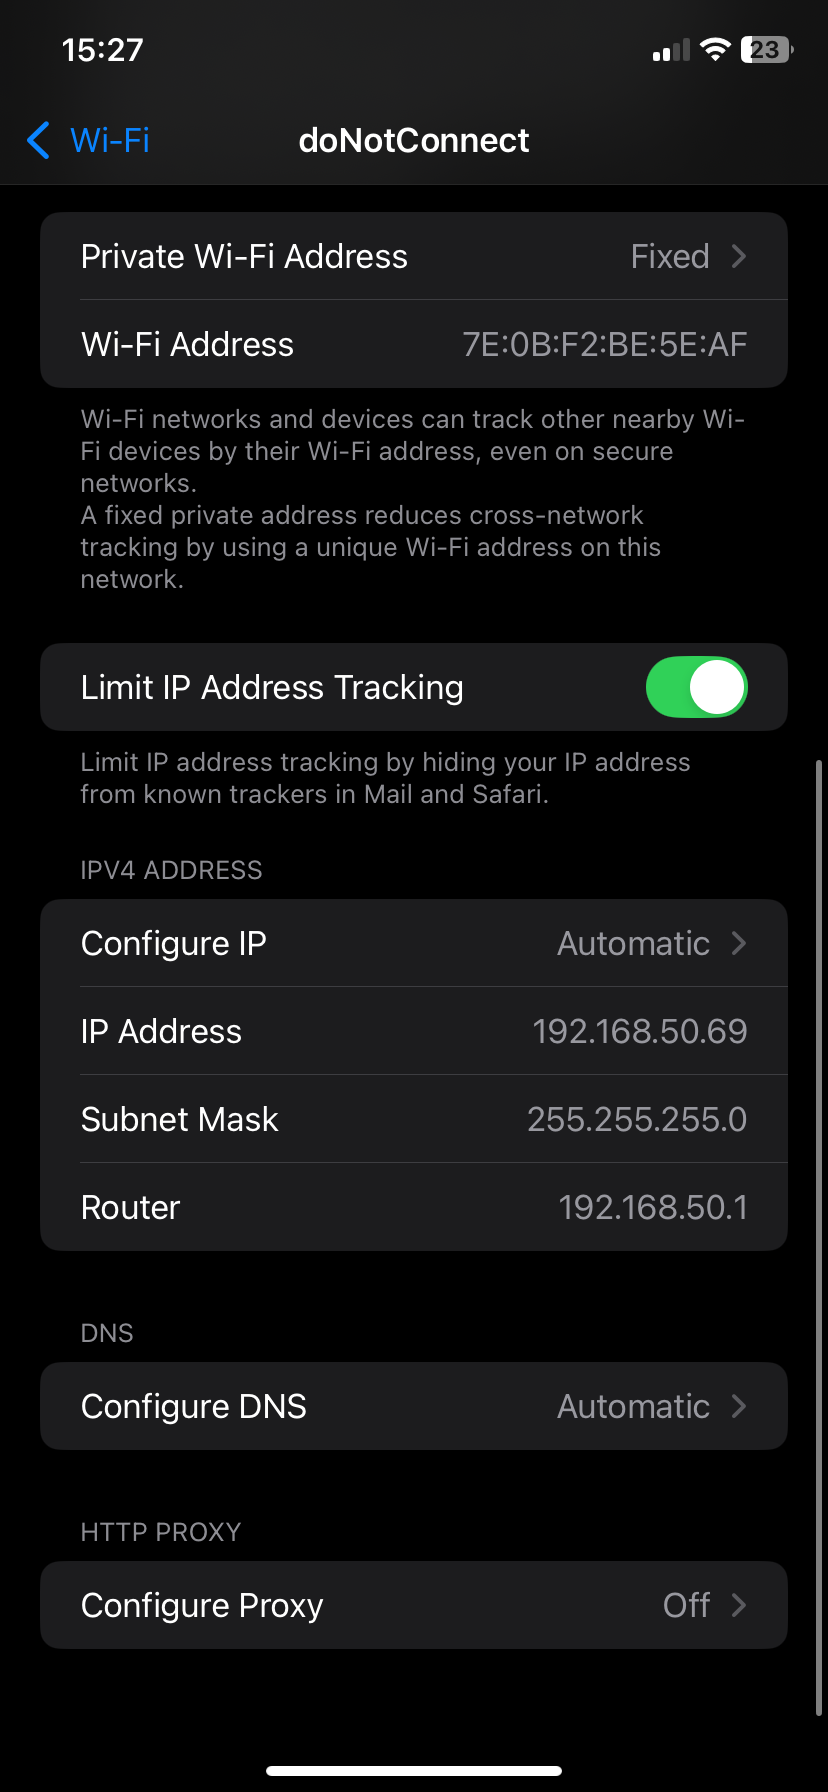 15:27
23
Wi-Fi
doNotConnect
Private Wi-Fi Address Fixed
Wi-Fi Address 7E:0B:F2:BE:5E:AF
Wi-Fi networks and devices can track other nearby Wi-
Fi devices by their Wi-Fi address, even on secure
networks.
A fixed private address reduces cross-network
tracking by using a unique Wi-Fi address on this
network.
Limit IP Address Tracking
Limit IP address tracking by hiding your IP address
from known trackers in Mail and Safari.
IPV4 ADDRESS
Configure IP Automatic
IP Address 192.168.50.69
Subnet Mask 255.255.255.0
Router 192.168.50.1
DNS
Configure DNS Automatic
HTTP PROXY
Configure Proxy Off